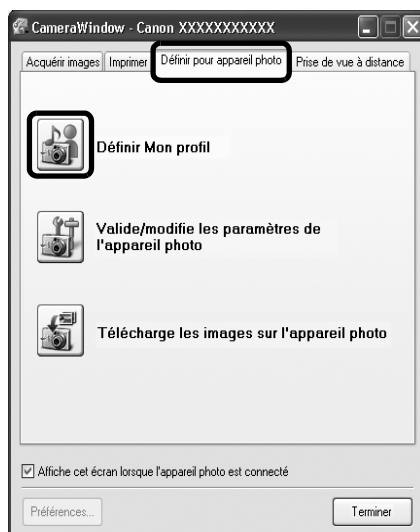 CameraWindow - Canon XXXXXXXXXXX
Acquérir images Imprimer Définir pour appareil photo Prise de vue à distance
Définir Mon profil
Valide/modifie les paramètres de
l'appareil photo
Télécharge les images sur l'appareil photo
Affiche cet écran lorsque l'appareil photo est connecté
Préférences... Terminer